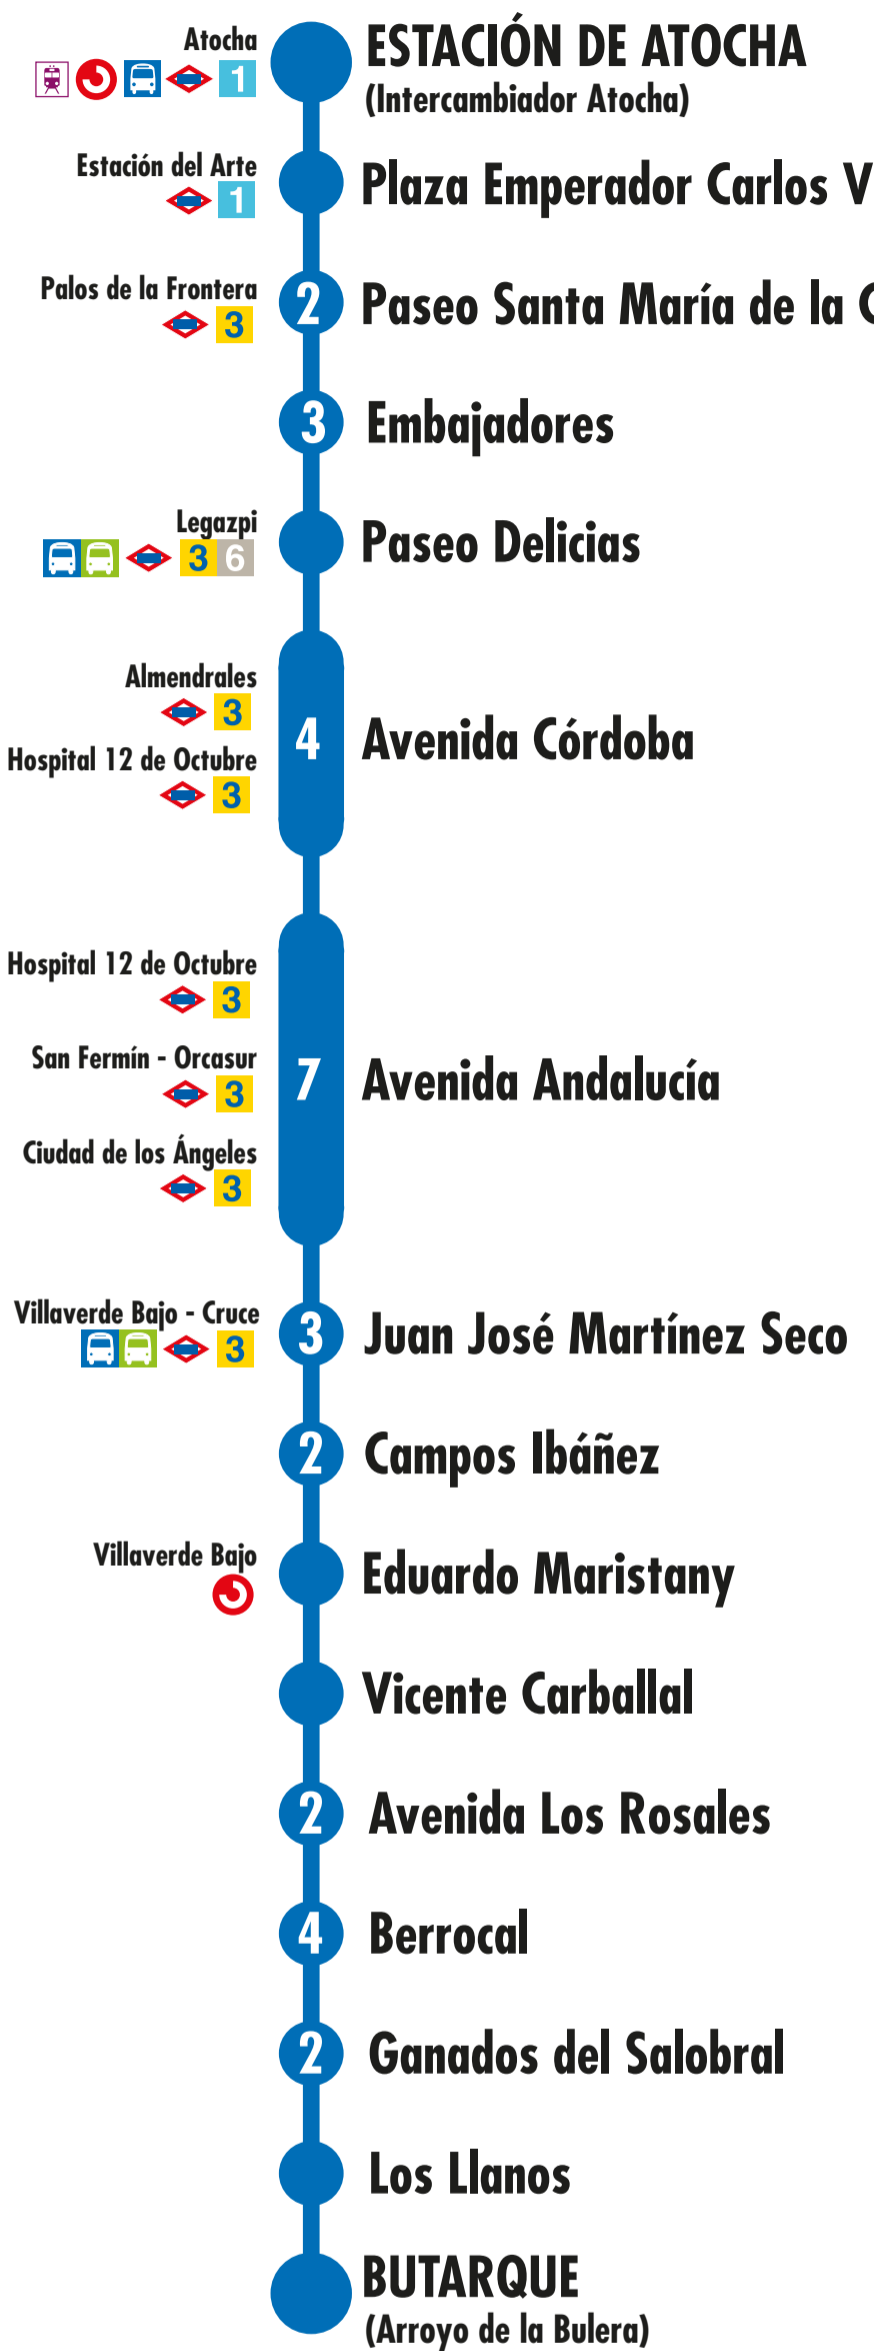 Atocha
1
ESTACIÓN DE ATOCHA
(Intercambiador Atocha)
Estación del Arte
1
Plaza Emperador Carlos V
Palos de la Frontera
3
2
Paseo Santa María de la
3
Embajadores
Legazpi
3 6
Paseo Delicias
Almendrales
3
Hospital 12 de Octubre
3
4
Avenida Córdoba
Hospital 12 de Octubre
3
San Fermín - Orcasur
3
Ciudad de los Ángeles
3
7
Avenida Andalucía
Villaverde Bajo - Cruce
3
3
Juan José Martínez Seco
2
Campos Ibáñez
Villaverde Bajo
Eduardo Maristany
Vicente Carballal
2
Avenida Los Rosales
4
Berrocal
2
Ganados del Salobral
Los Llanos
BUTARQUE
(Arroyo de la Bulera)